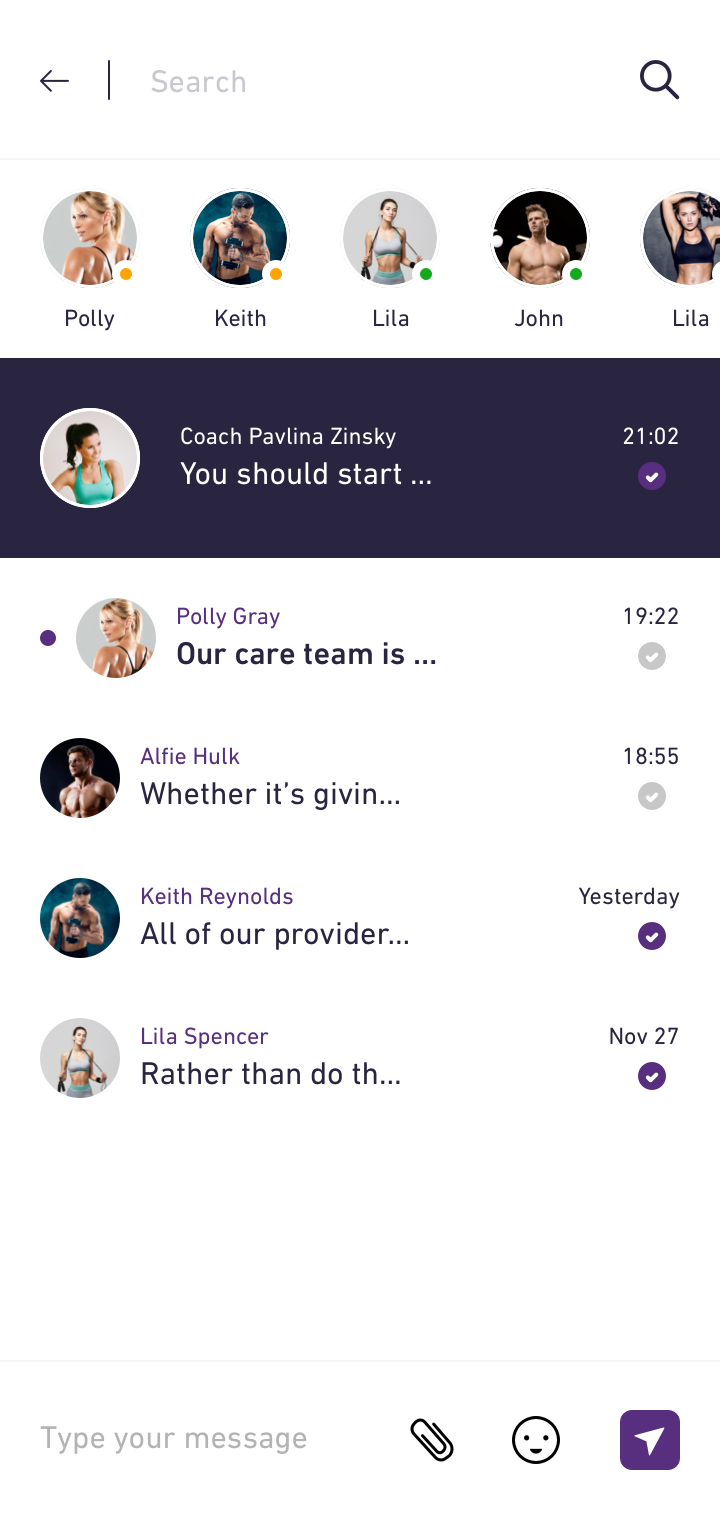 Search
Polly
Keith
Lila
John
Lila
Coach Pavlina Zinsky
21:02
You should start ...
Polly Gray
19:22
Our care team is ...
Alfie Hulk
18:55
Whether it’s givin...
Keith Reynolds
Yesterday
All of our provider...
Lila Spencer
Nov 27
Rather than do th...
Type your message